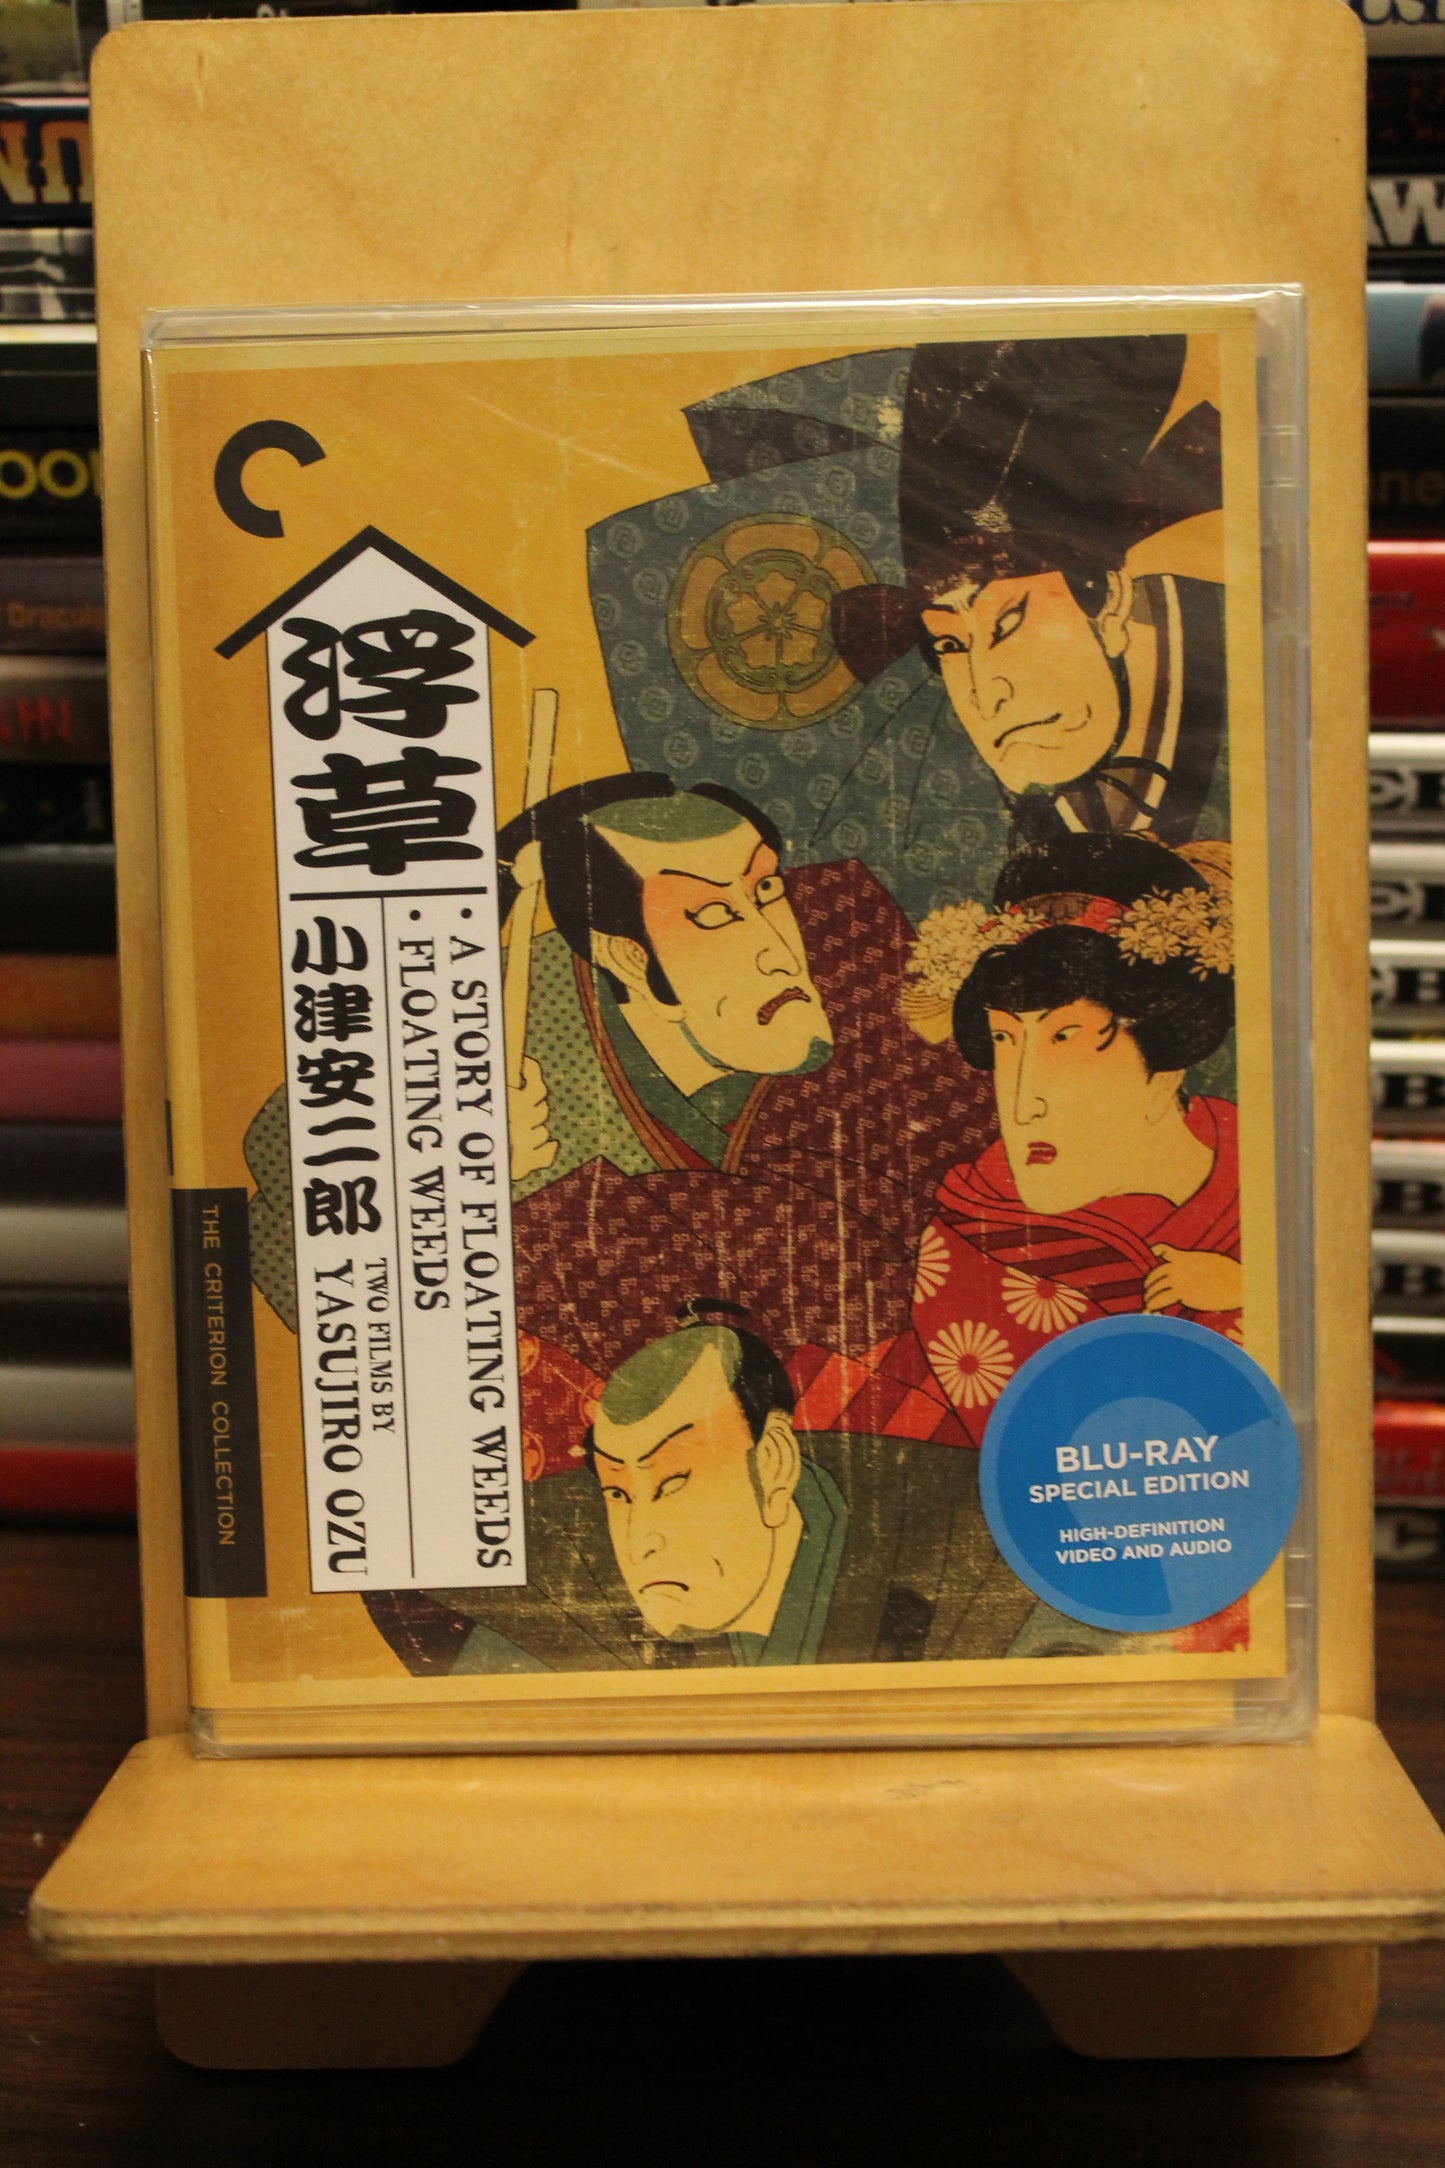 浮草
小津安二郎
・A STORY OF FLOATING WEEDS
・FLOATING WEEDS
TWO FILMS BY
YASUJIRO OZU
THE CRITERION COLLECTION
BLU-RAY
SPECIAL EDITION
HIGH-DEFINITION
VIDEO AND AUDIO
Dracula